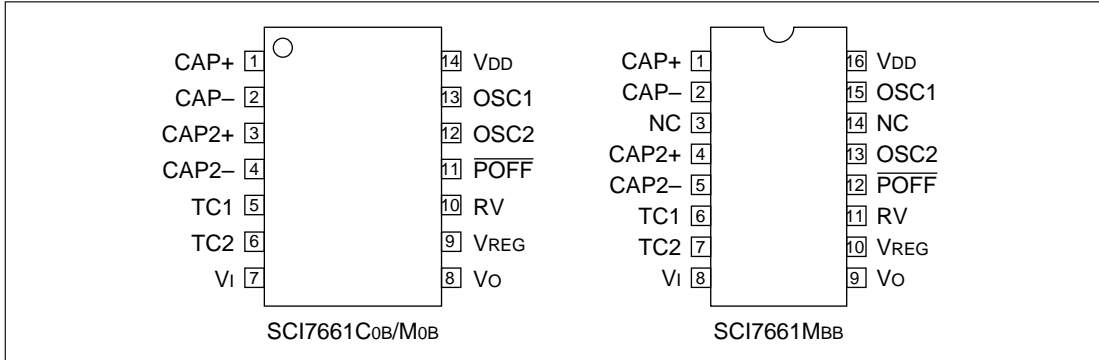 CAP+ 1 14 VDD
CAP– 2 13 OSC1
CAP2+ 3 12 OSC2
CAP2– 4 11 POFF
TC1 5 10 RV
TC2 6 9 VREG
VI 7 8 VO
SCI7661C0B/M0B
CAP+ 1 16 VDD
CAP– 2 15 OSC1
NC 3 14 NC
CAP2+ 4 13 OSC2
CAP2– 5 12 POFF
TC1 6 11 RV
TC2 7 10 VREG
VI 8 9 VO
SCI7661MBB